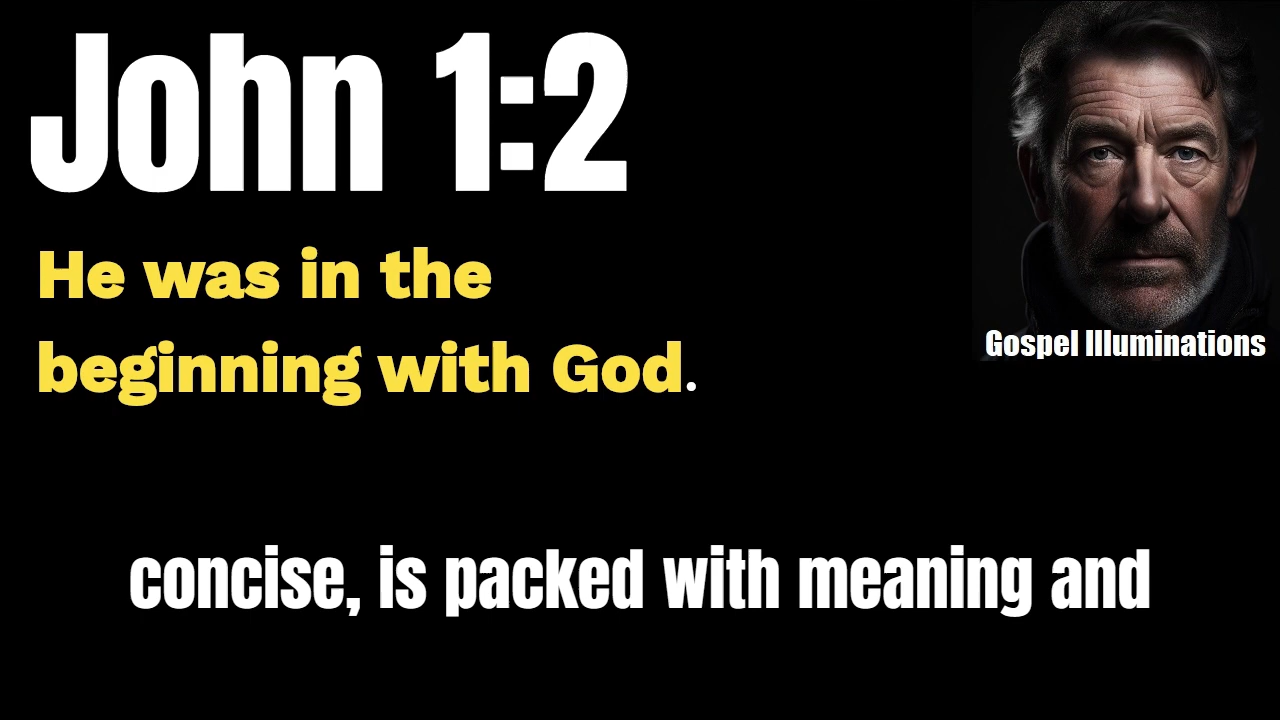 John 1:2
He was in the
beginning with God.
Gospel Illuminations
concise, is packed with meaning and